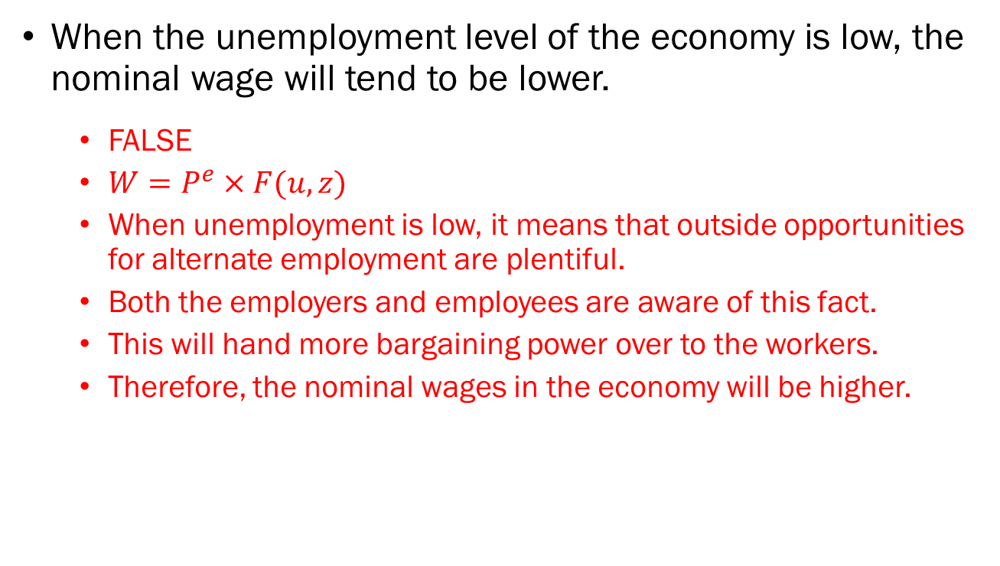 • When the unemployment level of the economy is low, the
nominal wage will tend to be lower.
• FALSE
• 𝑊 = 𝑃ᵉ × 𝐹(𝑢, 𝑧)
• When unemployment is low, it means that outside opportunities
for alternate employment are plentiful.
• Both the employers and employees are aware of this fact.
• This will hand more bargaining power over to the workers.
• Therefore, the nominal wages in the economy will be higher.